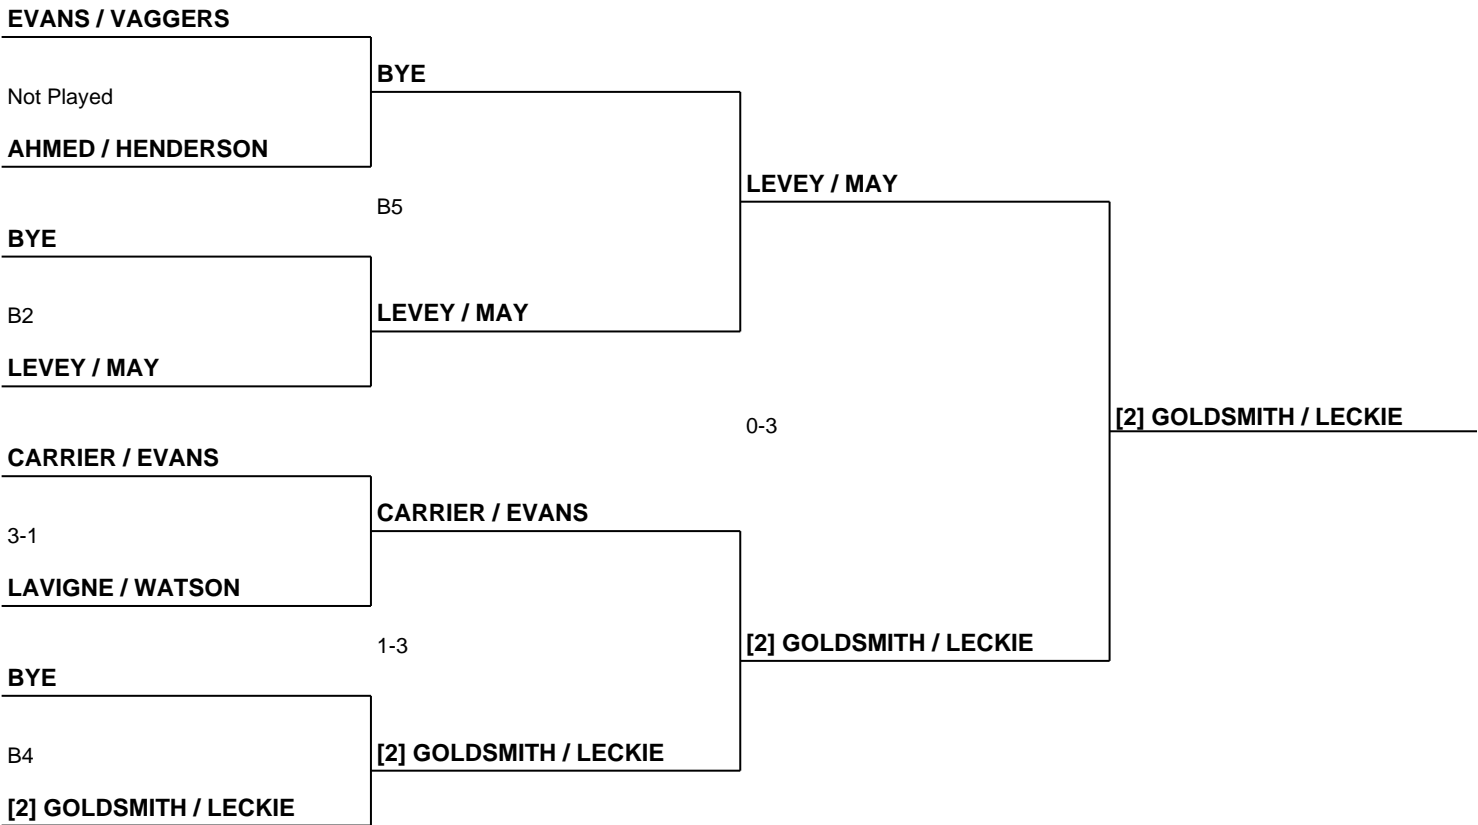 EVANS / VAGGERS
BYE
Not Played
AHMED / HENDERSON
LEVEY / MAY
B5
BYE
B2
LEVEY / MAY
LEVEY / MAY
[2] GOLDSMITH / LECKIE
0-3
CARRIER / EVANS
CARRIER / EVANS
3-1
LAVIGNE / WATSON
1-3
[2] GOLDSMITH / LECKIE
BYE
B4
[2] GOLDSMITH / LECKIE
[2] GOLDSMITH / LECKIE